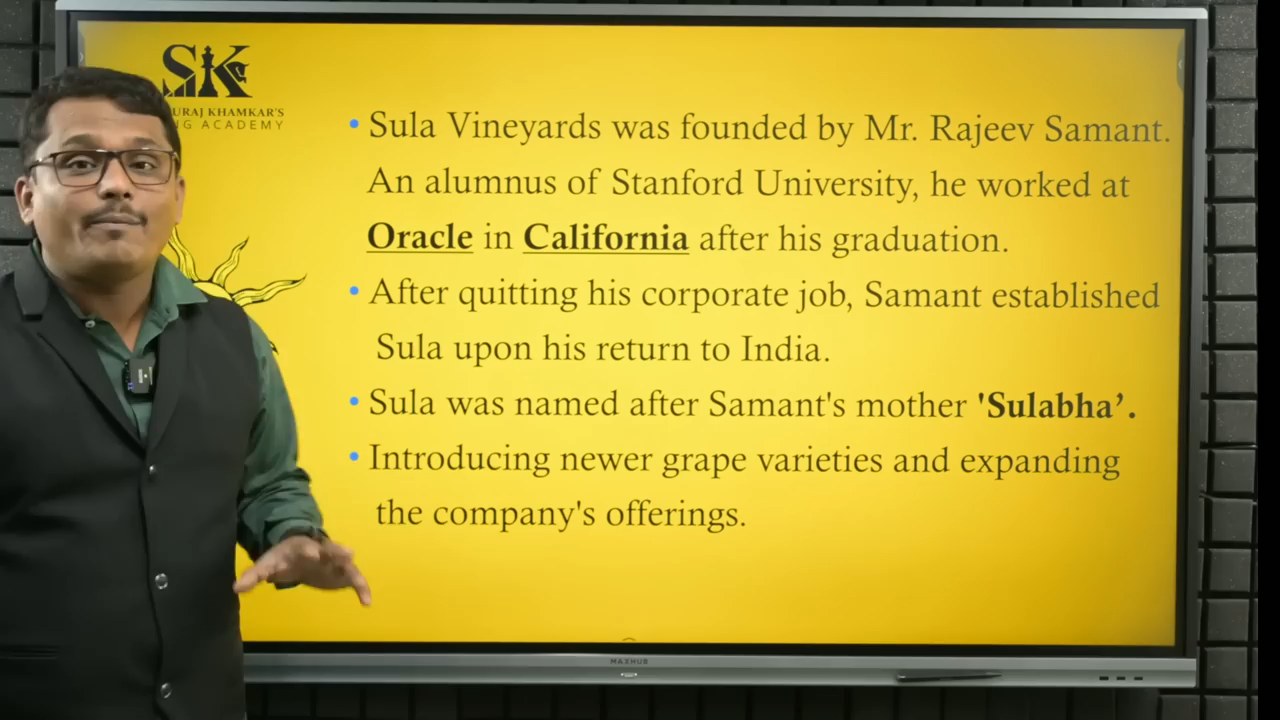 SK
URAJ KHAMKAR'S
NG ACADEMY
• Sula Vineyards was founded by Mr. Rajeev Samant.
An alumnus of Stanford University, he worked at
Oracle in California after his graduation.
• After quitting his corporate job, Samant established
Sula upon his return to India.
• Sula was named after Samant's mother 'Sulabha’.
• Introducing newer grape varieties and expanding
the company's offerings.
MAXHUB